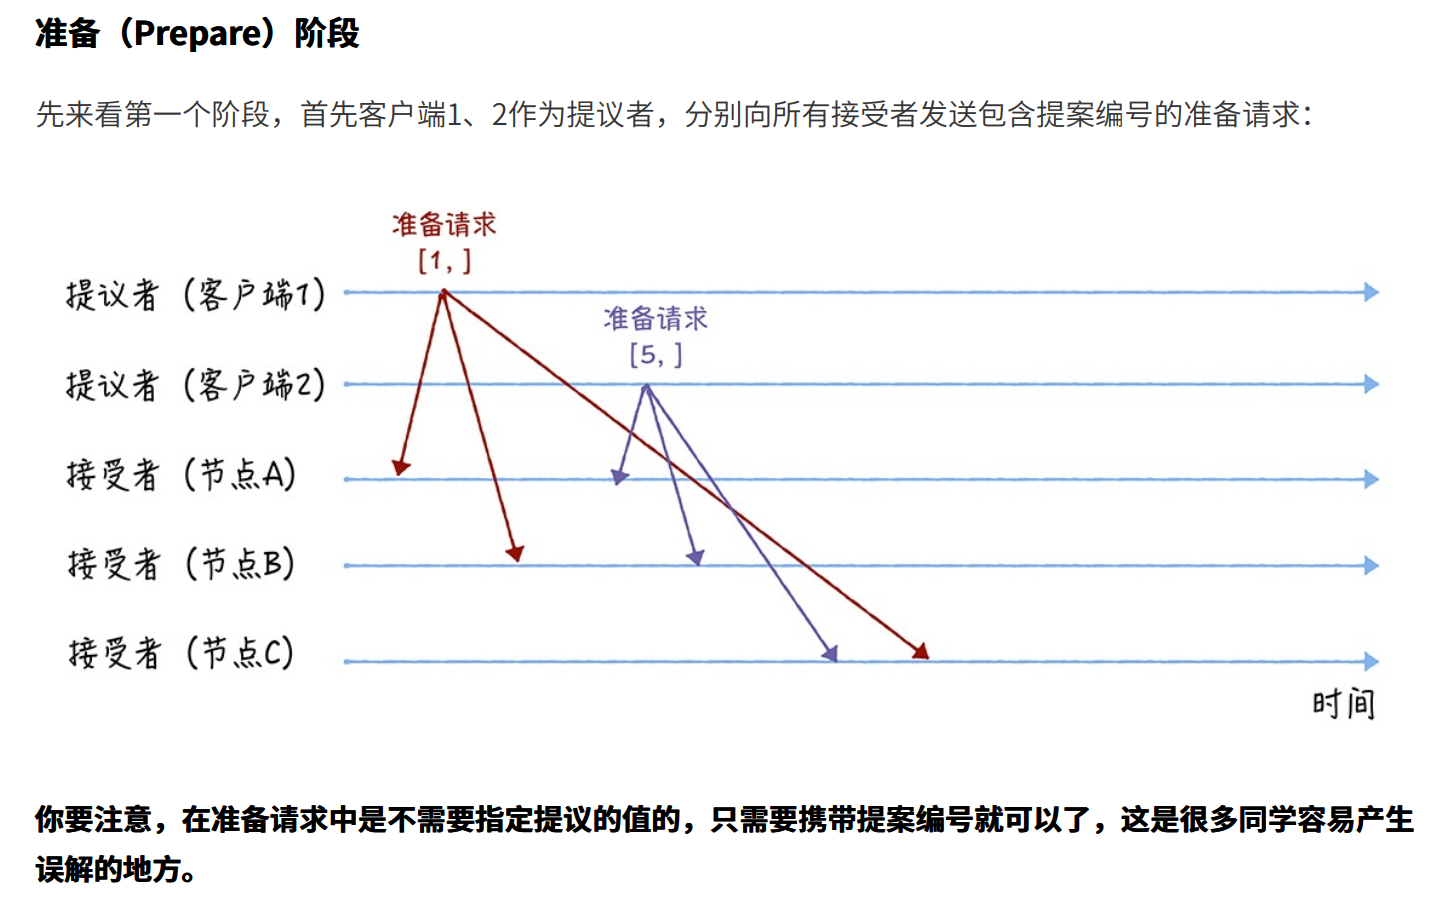 准备（Prepare）阶段
先来看第一个阶段，首先客户端1、2作为提议者，分别向所有接受者发送包含提案编号的准备请求：
准备请求
[1, ]
提议者（客户端1）
准备请求
[5, ]
提议者（客户端2）
接受者（节点A）
接受者（节点B）
接受者（节点C）
时间
你要注意，在准备请求中是不需要指定提议的值的，只需要携带提案编号就可以了，这是很多同学容易产生
误解的地方。